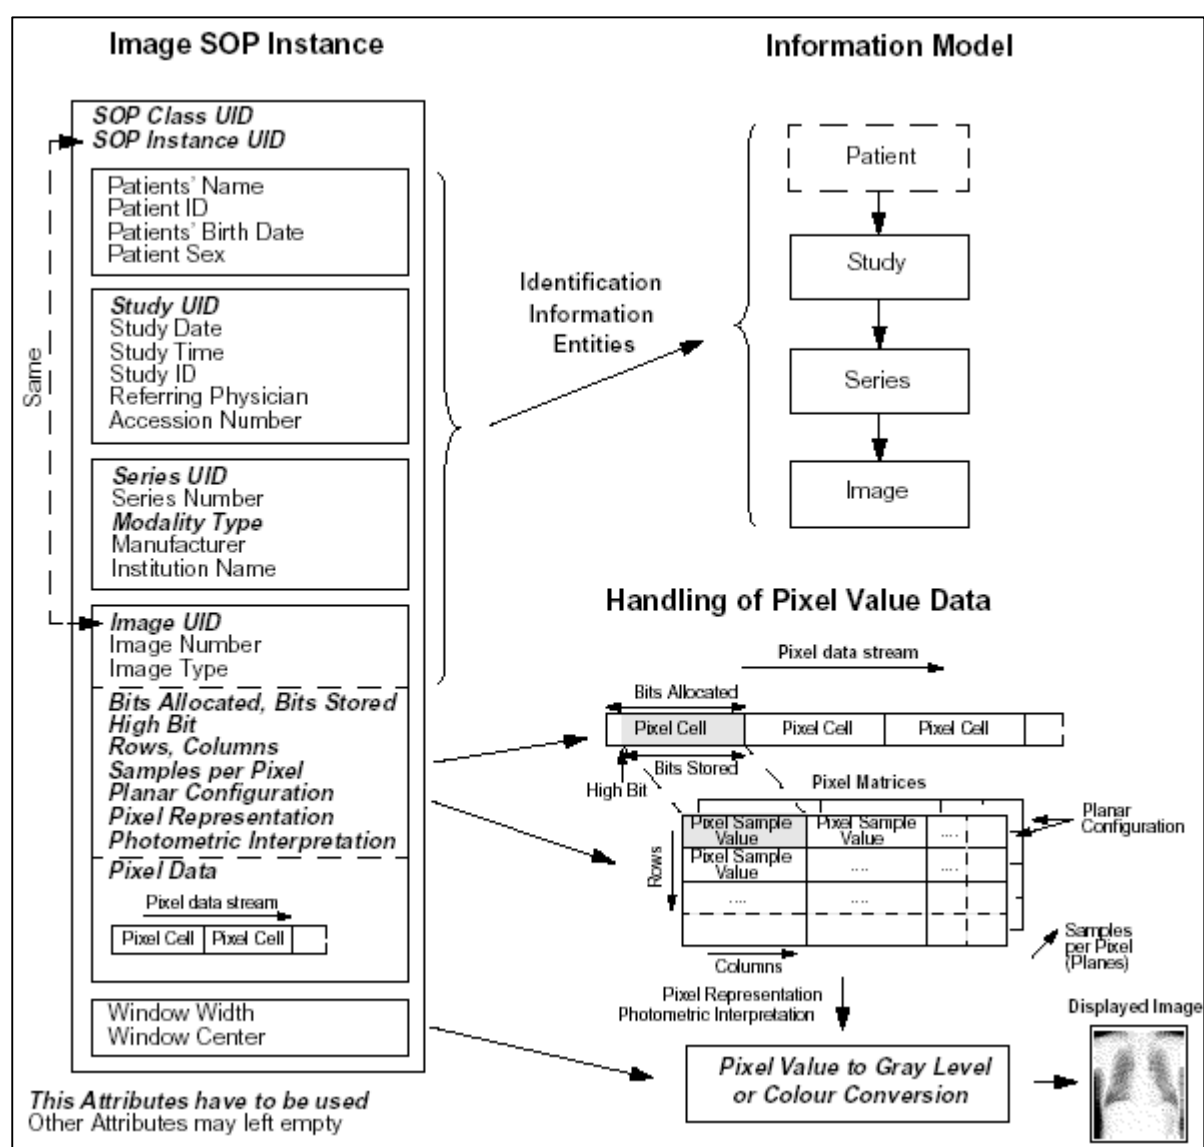 Image SOP Instance
SOP Class UID
SOP Instance UID
Patients' Name
Patient ID
Patients' Birth Date
Patient Sex
Study UID
Study Date
Study Time
Study ID
Referring Physician
Accession Number
Series UID
Series Number
Modality Type
Manufacturer
Institution Name
Image UID
Image Number
Image Type
Bits Allocated, Bits Stored
High Bit
Rows, Columns
Samples per Pixel
Planar Configuration
Pixel Representation
Photometric Interpretation
Pixel Data
Pixel data stream
Pixel Cell Pixel Cell
Window Width
Window Center
Same
This Attributes have to be used
Other Attributes may left empty
Identification
Information
Entities
Information Model
Patient
Study
Series
Image
Handling of Pixel Value Data
Pixel data stream
Bits Allocated
Pixel Cell Pixel Cell Pixel Cell
Bits Stored
High Bit
Pixel Matrices
Pixel Sample
Value
Pixel Sample
Value
....
Pixel Sample
Value
....
....
....
....
Rows
Columns
Planar
Configuration
Samples
per Pixel
(Planes)
Pixel Representation
Photometric Interpretation
Pixel Value to Gray Level
or Colour Conversion
Displayed Image